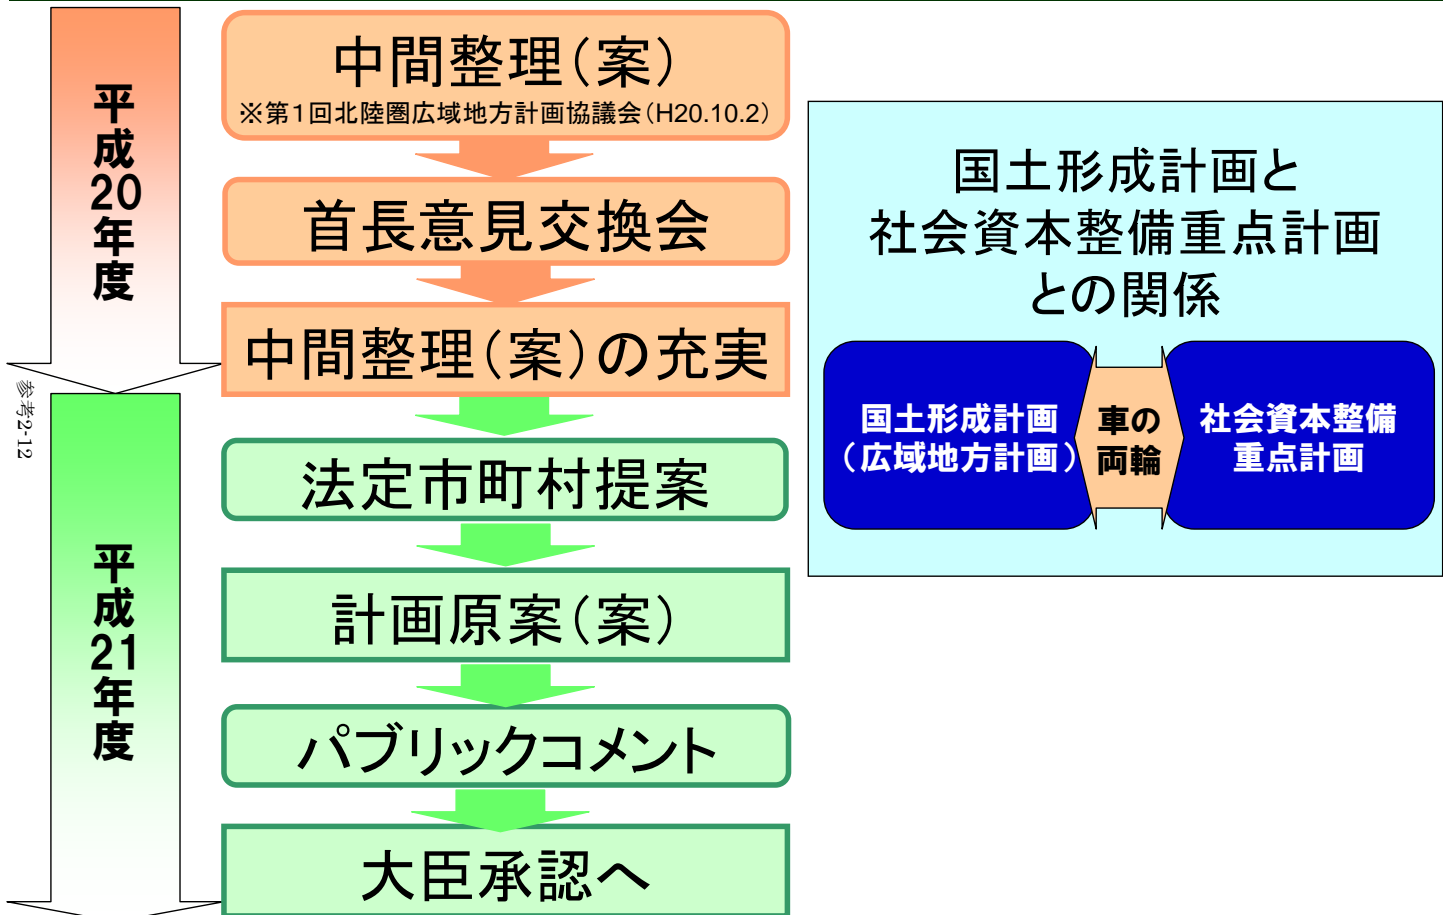 平成20年度
中間整理（案）
※第１回北陸圏広域地方計画協議会（H20.10.2）
首長意見交換会
中間整理（案）の充実
参考2-12
平成21年度
法定市町村提案
計画原案（案）
パブリックコメント
大臣承認へ
国土形成計画と
社会資本整備重点計画
との関係
国土形成計画
（広域地方計画）
車の
両輪
社会資本整備
重点計画